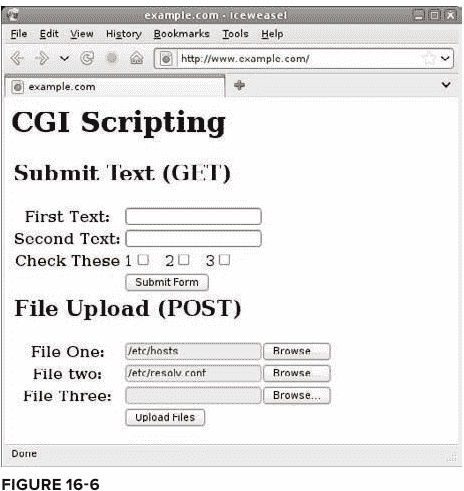 example.com - Iceweasel
File Edit View History Bookmarks Tools Help
http://www.example.com/
example.com
CGI Scripting
Submit Text (GET)
First Text:
Second Text:
Check These 1 2 3
Submit Form
File Upload (POST)
File One: /etc/hosts Browse...
File two: /etc/resolv.conf Browse...
File Three: Browse...
Upload Files
Done
FIGURE 16-6